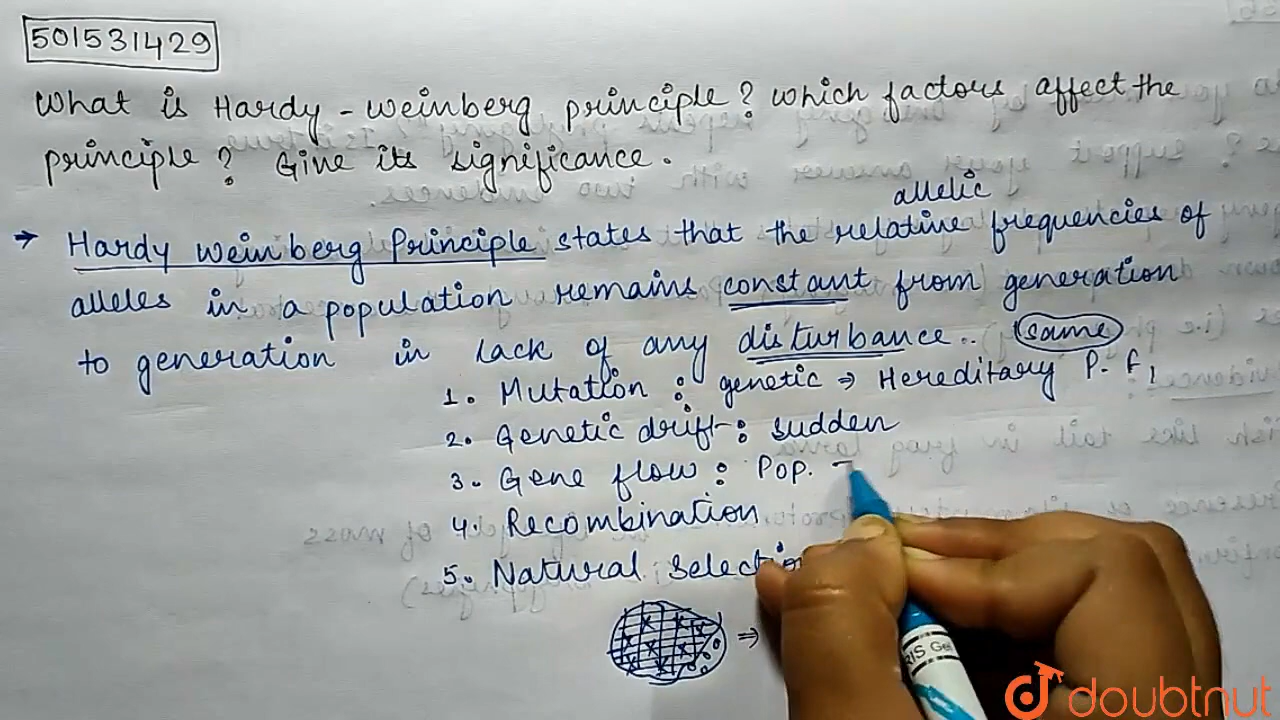 501531429
What is Hardy-Weinberg principle? Which factors affect the
principle? Give its significance.
allelic
→ Hardy Weinberg Principle states that the relative frequencies of
alleles in a population remains constant from generation
to generation in lack of any disturbance.. same
1. Mutation : genetic ⇒ Hereditary P. F1
2. Genetic drift : sudden
3. Gene flow : Pop.
4. Recombination
5. Natural Selection
⇒
RIS Gel
doubtnut